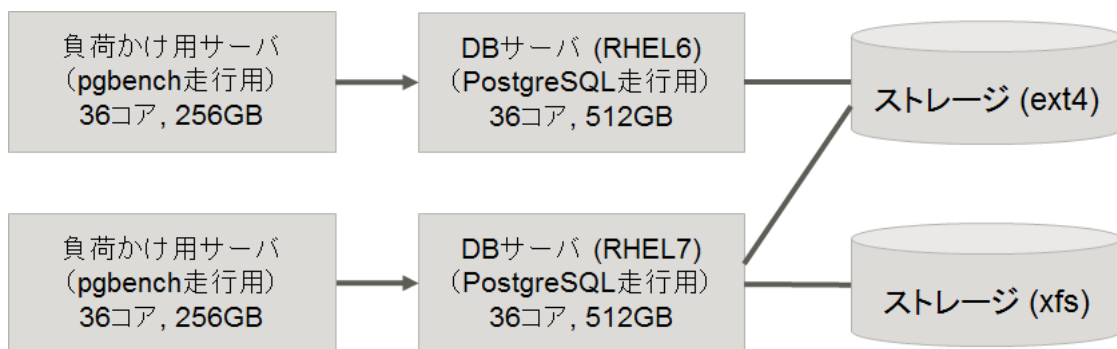 負荷かけ用サーバ
（pgbench走行用）
36コア, 256GB
DBサーバ (RHEL6)
（PostgreSQL走行用）
36コア, 512GB
ストレージ (ext4)
負荷かけ用サーバ
（pgbench走行用）
36コア, 256GB
DBサーバ (RHEL7)
（PostgreSQL走行用）
36コア, 512GB
ストレージ (xfs)